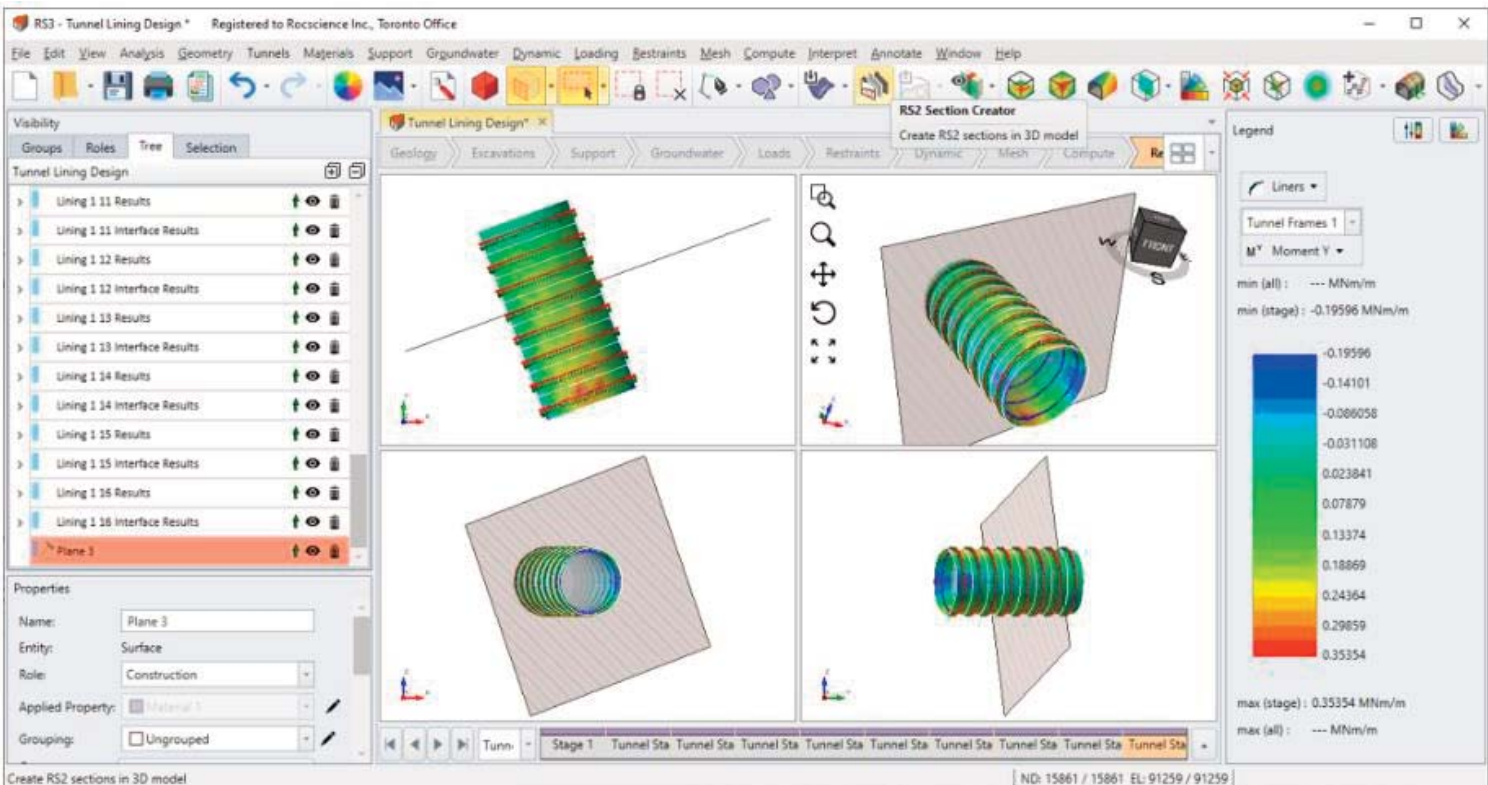 RS3 - Tunnel Lining Design * Registered to Rocscience Inc., Toronto Office
File Edit View Analysis Geometry Tunnels Materials Support Groundwater Dynamic Loading Restraints Mesh Compute Interpret Annotate Window Help
RS2 Section Creator
Create RS2 sections in 3D model
Visibility
Groups Roles Tree Selection
Tunnel Lining Design
Lining 1 11 Results
Lining 1 11 Interface Results
Lining 1 12 Results
Lining 1 12 Interface Results
Lining 1 13 Results
Lining 1 13 Interface Results
Lining 1 14 Results
Lining 1 14 Interface Results
Lining 1 15 Results
Lining 1 15 Interface Results
Lining 1 16 Results
Lining 1 16 Interface Results
Plane 3
Properties
Name: Plane 3
Entity: Surface
Role: Construction
Applied Property: Material 1
Grouping: Ungrouped
Tunnel Lining Design*
Geology Excavations Support Groundwater Loads Restraints Dynamic Mesh Compute Re
FRONT
W
S
Tunn Stage 1 Tunnel Sta Tunnel Sta Tunnel Sta Tunnel Sta Tunnel Sta Tunnel Sta Tunnel Sta Tunnel Sta Tunnel Sta
Legend
Liners
Tunnel Frames 1
M^Y Moment Y
min (all) : --- MNm/m
min (stage) : -0.19596 MNm/m
-0.19596
-0.14101
-0.086058
-0.031108
0.023841
0.07879
0.13374
0.18869
0.24364
0.29859
0.35354
max (stage) : 0.35354 MNm/m
max (all) : --- MNm/m
Create RS2 sections in 3D model
ND: 15861 / 15861 EL: 91259 / 91259